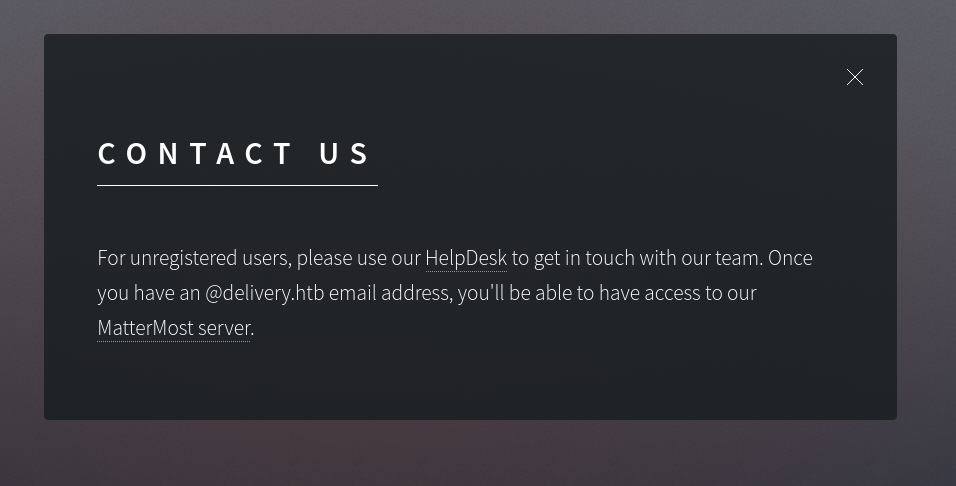 CONTACT US
For unregistered users, please use our HelpDesk to get in touch with our team. Once
you have an @delivery.htb email address, you'll be able to have access to our
MatterMost server.